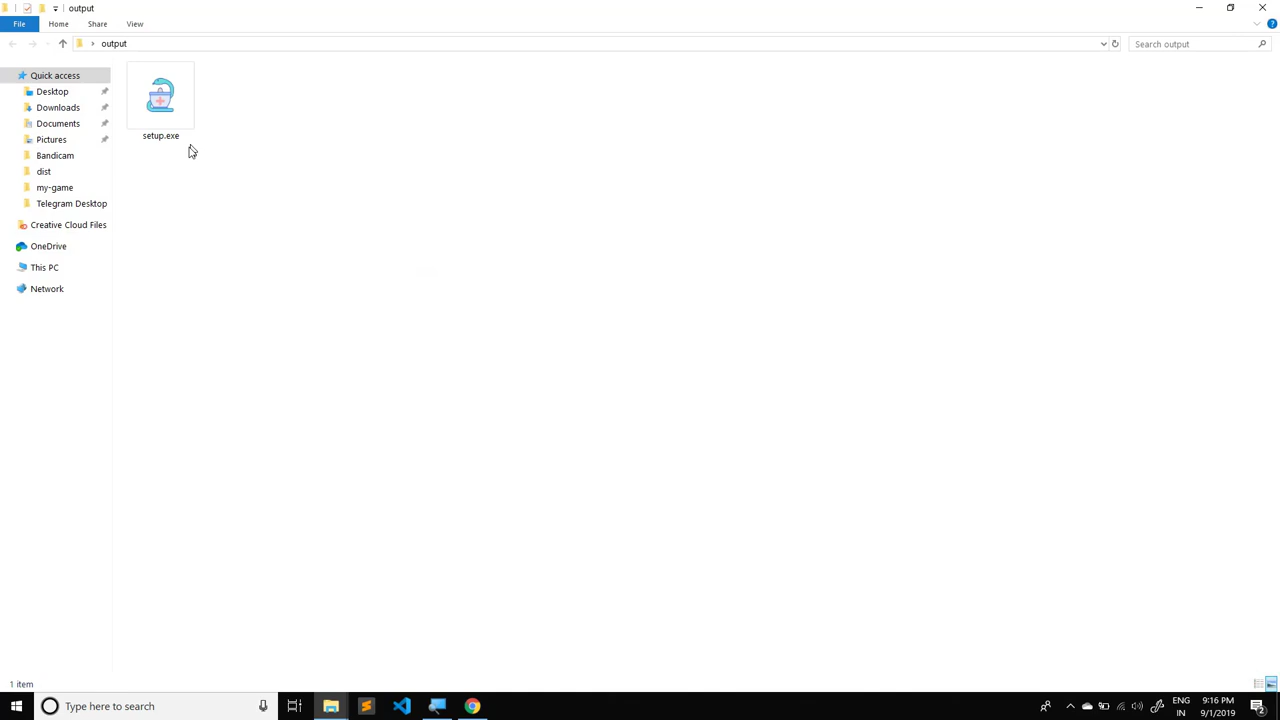 output
File Home Share View
output
Search output
Quick access
Desktop
Downloads
Documents
Pictures
Bandicam
dist
my-game
Telegram Desktop
Creative Cloud Files
OneDrive
This PC
Network
setup.exe
1 item
Type here to search
ENG
IN
9:16 PM
9/1/2019
2